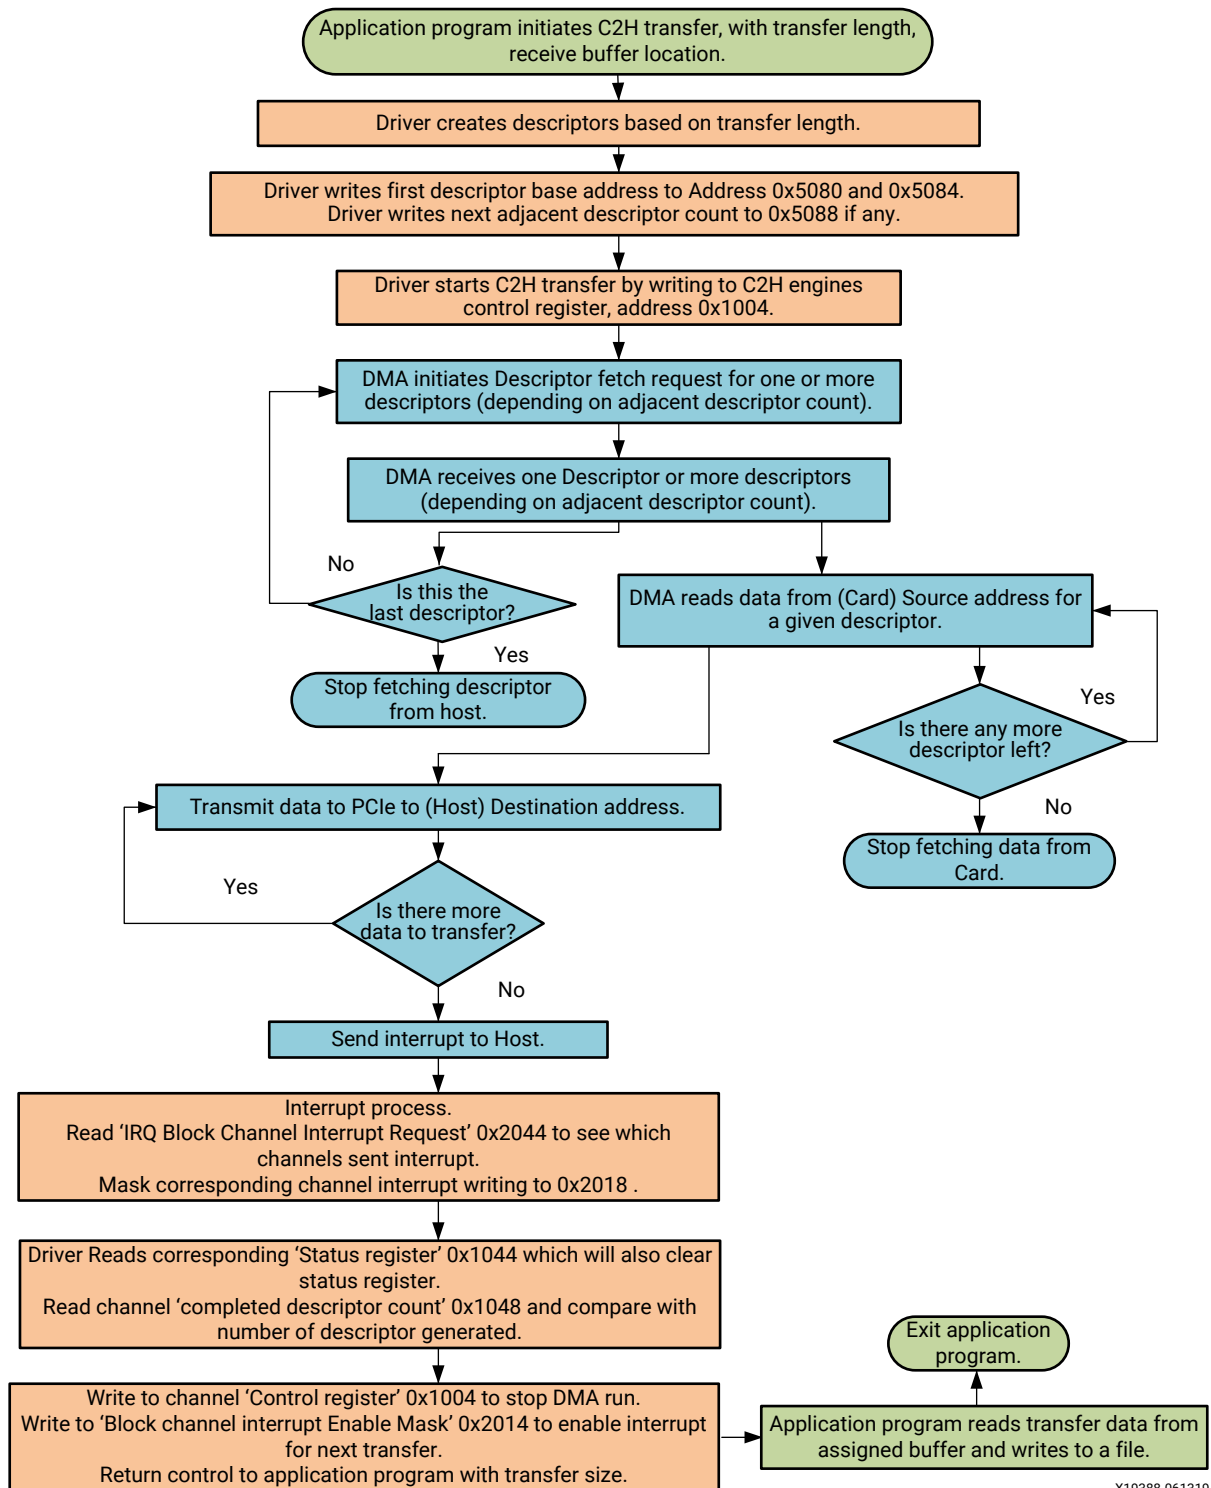 Application program initiates C2H transfer, with transfer length,
receive buffer location.
Driver creates descriptors based on transfer length.
Driver writes first descriptor base address to Address 0x5080 and 0x5084.
Driver writes next adjacent descriptor count to 0x5088 if any.
Driver starts C2H transfer by writing to C2H engines
control register, address 0x1004.
DMA initiates Descriptor fetch request for one or more
descriptors (depending on adjacent descriptor count).
DMA receives one Descriptor or more descriptors
(depending on adjacent descriptor count).
No
Is this the
last descriptor?
Yes
Stop fetching descriptor
from host.
DMA reads data from (Card) Source address for
a given descriptor.
Yes
Is there any more
descriptor left?
No
Stop fetching data from
Card.
Transmit data to PCIe to (Host) Destination address.
Yes
Is there more
data to transfer?
No
Send interrupt to Host.
Interrupt process.
Read ‘IRQ Block Channel Interrupt Request’ 0x2044 to see which
channels sent interrupt.
Mask corresponding channel interrupt writing to 0x2018 .
Driver Reads corresponding ‘Status register’ 0x1044 which will also clear
status register.
Read channel ‘completed descriptor count’ 0x1048 and compare with
number of descriptor generated.
Write to channel ‘Control register’ 0x1004 to stop DMA run.
Write to ‘Block channel interrupt Enable Mask’ 0x2014 to enable interrupt
for next transfer.
Return control to application program with transfer size.
Exit application
program.
Application program reads transfer data from
assigned buffer and writes to a file.
X19388-061319